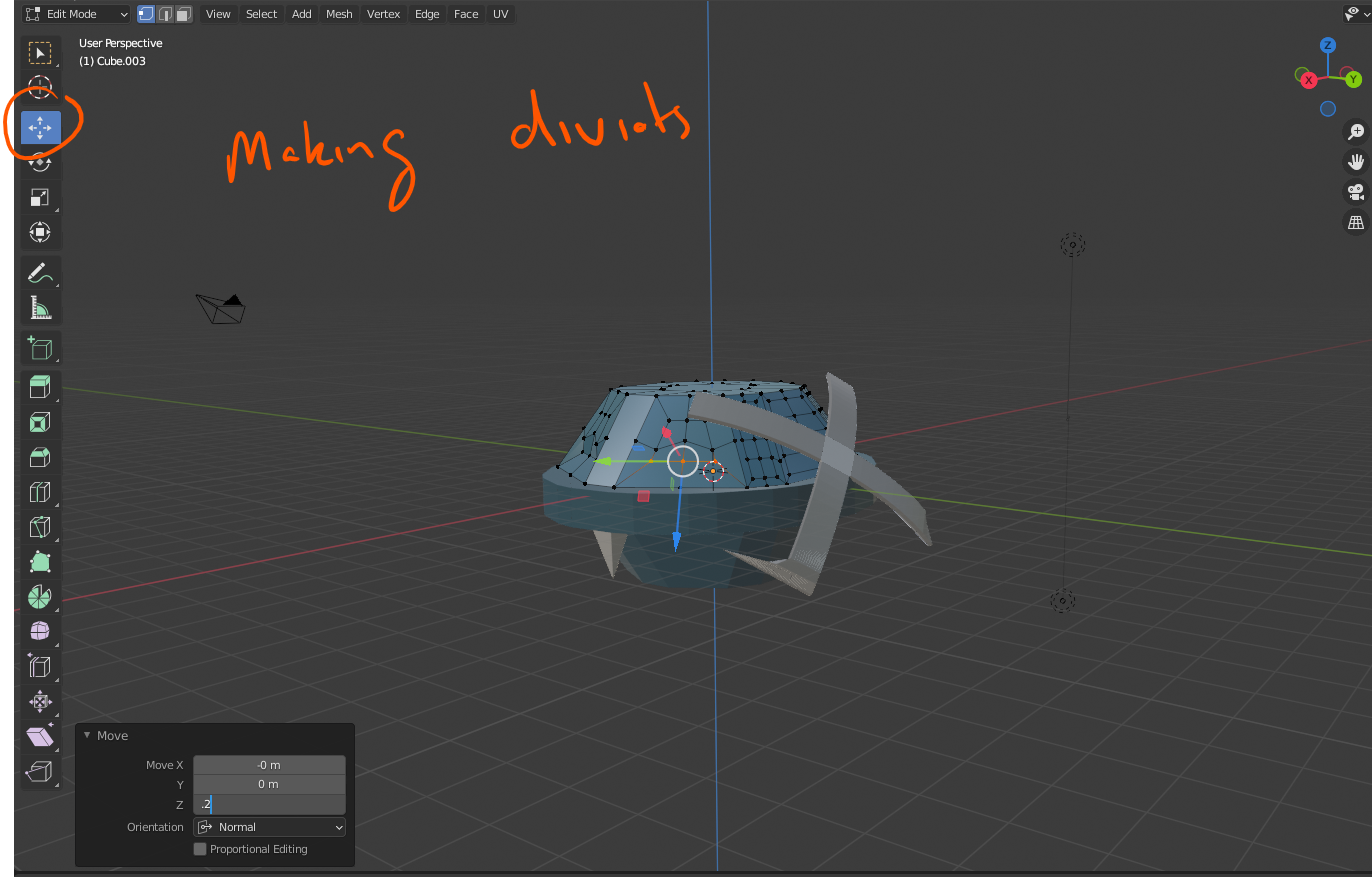 Edit Mode View Select Add Mesh Vertex Edge Face UV
User Perspective
(1) Cube.003
Z
X Y
Making divots
Move
Move X -0 m
Y 0 m
Z .2
Orientation Normal
Proportional Editing